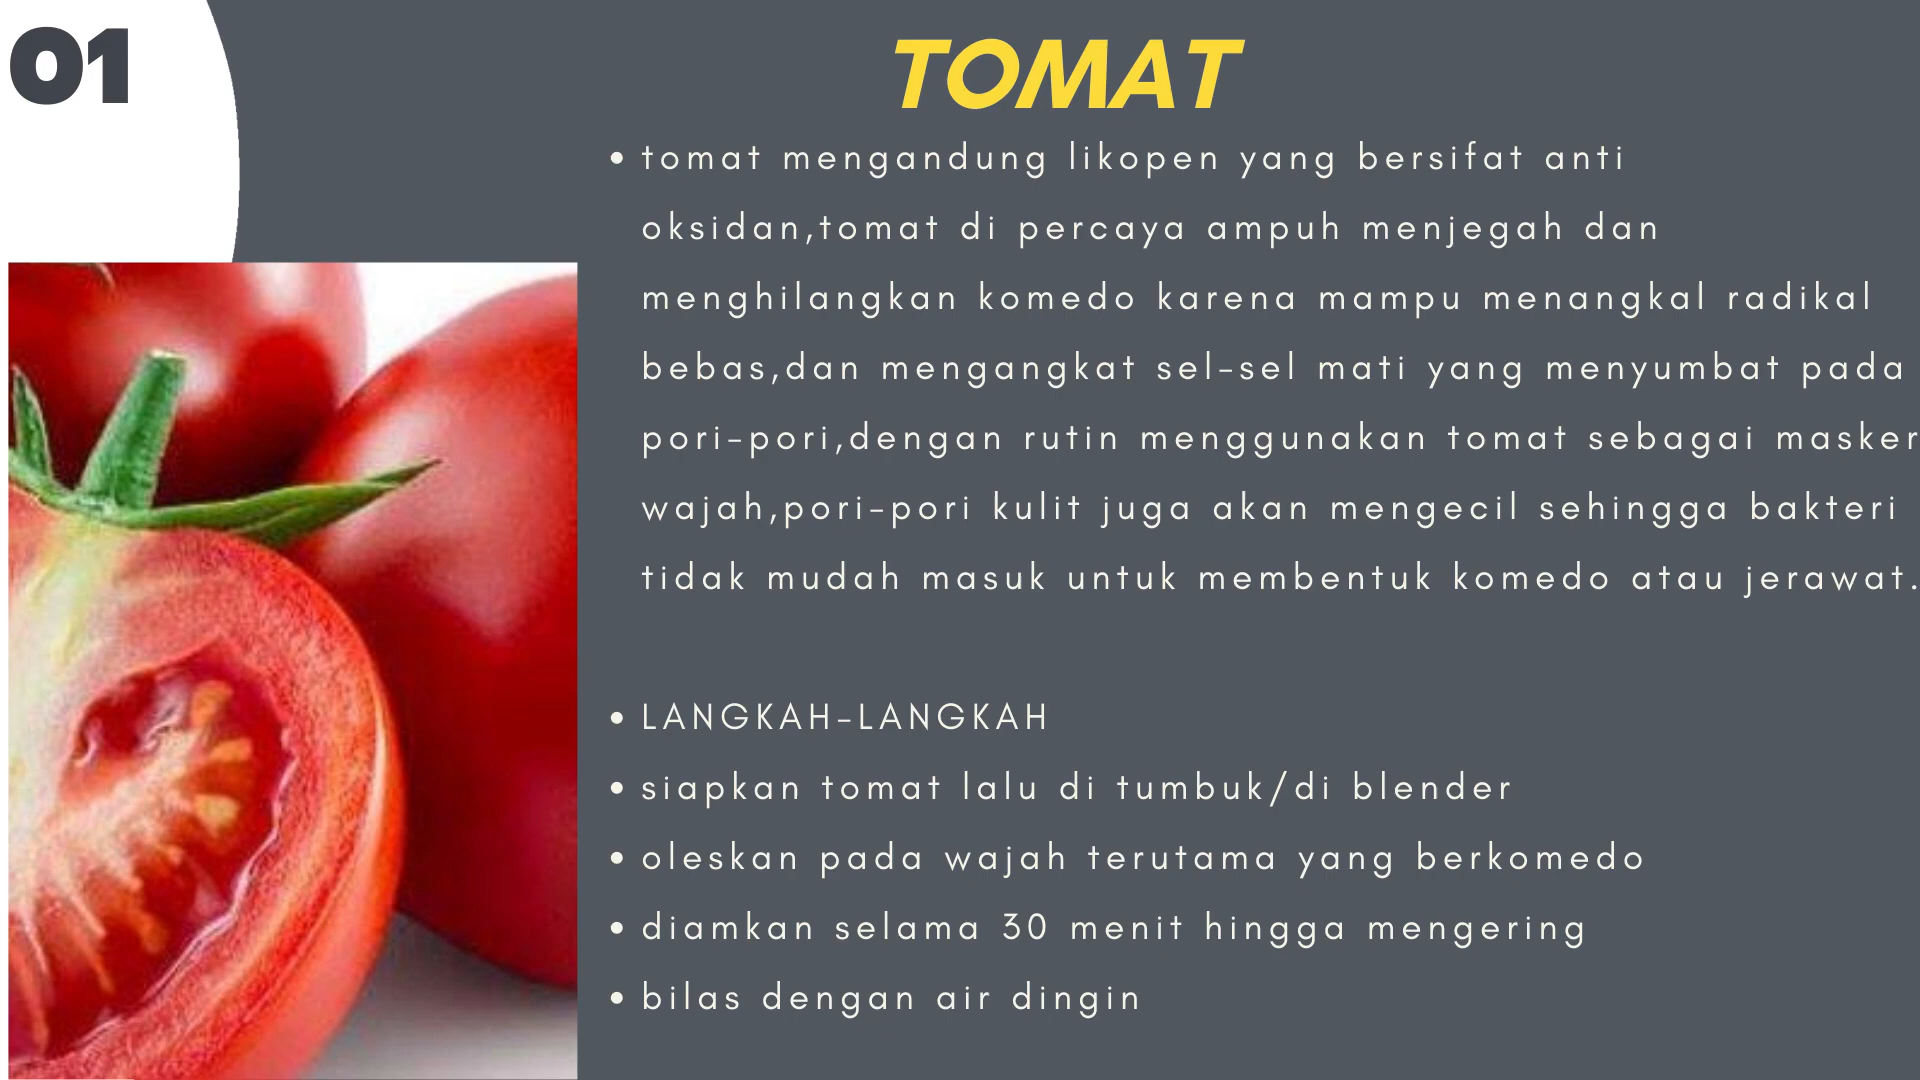 01
TOMAT
• tomat mengandung likopen yang bersifat anti
oksidan,tomat di percaya ampuh menjegah dan
menghilangkan komedo karena mampu menangkal radikal
bebas,dan mengangkat sel-sel mati yang menyumbat pada
pori-pori,dengan rutin menggunakan tomat sebagai masker
wajah,pori-pori kulit juga akan mengecil sehingga bakteri
tidak mudah masuk untuk membentuk komedo atau jerawat.
• LANGKAH-LANGKAH
• siapkan tomat lalu di tumbuk/di blender
• oleskan pada wajah terutama yang berkomedo
• diamkan selama 30 menit hingga mengering
• bilas dengan air dingin